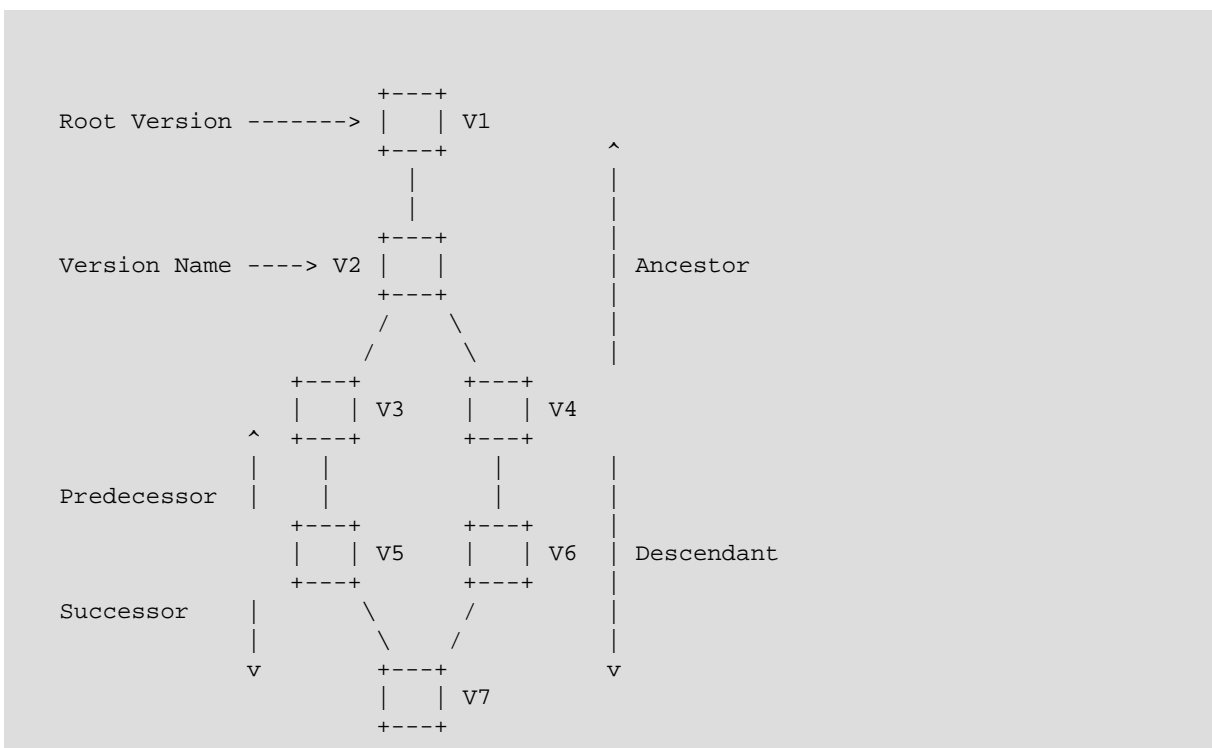 +---+
Root Version -------> |   | V1
                      +---+           ^
                        |             |
                        |             |
                      +---+           |
Version Name ----> V2 |   |           | Ancestor
                      +---+           |
                      /    \          |
                     /      \         |
                +---+       +---+
                |   | V3    |   | V4
             ^  +---+       +---+
             |    |           |       |
Predecessor  |    |           |       |
                +---+       +---+     |
                |   | V5    |   | V6  | Descendant
                +---+       +---+     |
Successor    |       \      /         |
             |        \    /          |
             v        +---+           v
                      |   | V7
                      +---+